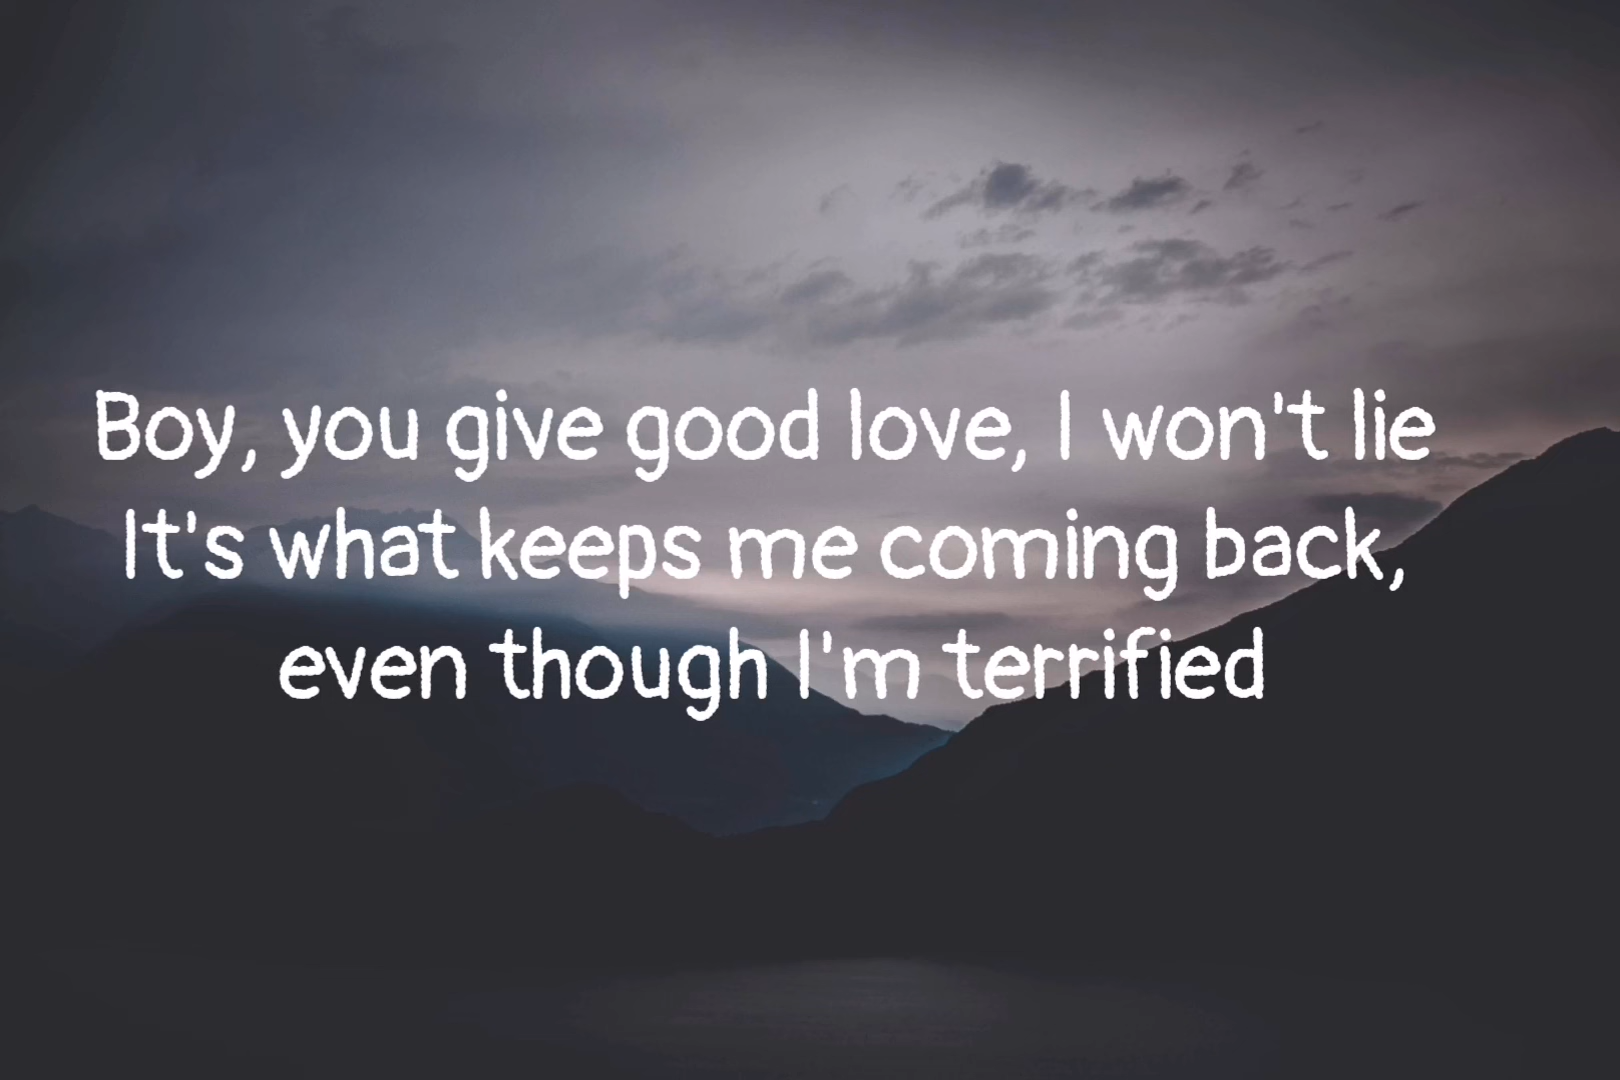 Boy, you give good love, I won't lie
It's what keeps me coming back,
even though I'm terrified